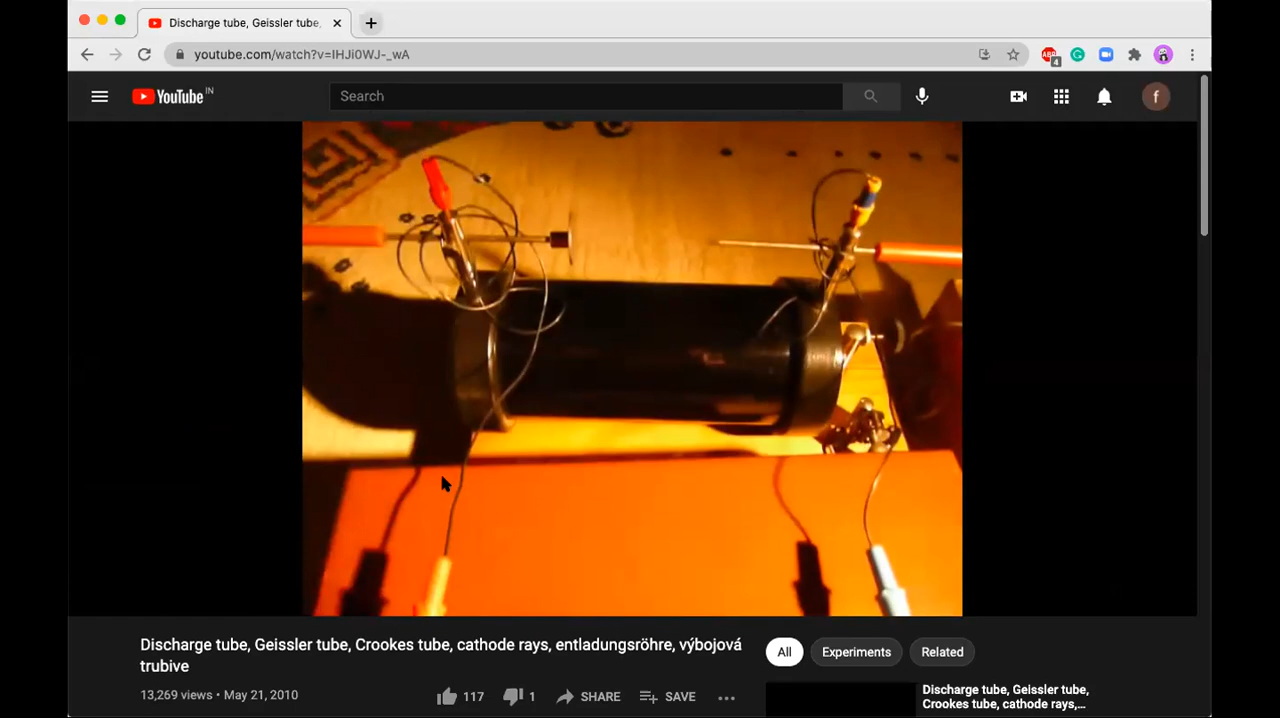 Discharge tube, Geissler tube,
youtube.com/watch?v=IHJi0WJ-_wA
ABP
4
YouTube IN
Search
f
Discharge tube, Geissler tube, Crookes tube, cathode rays, entladungsröhre, výbojová
trubive
All
Experiments
Related
13,269 views • May 21, 2010
117
1
SHARE
SAVE
Discharge tube, Geissler tube,
Crookes tube, cathode rays,...